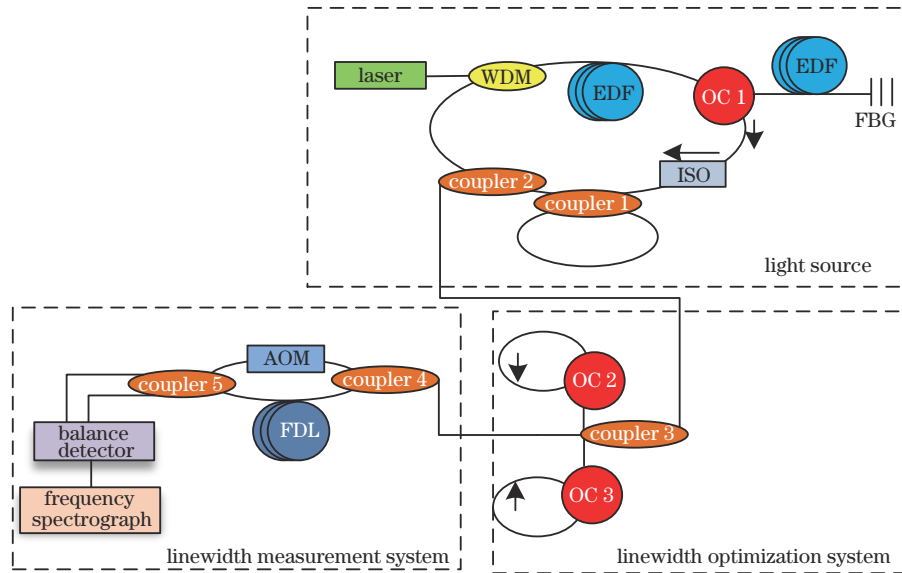 laser
WDM
EDF
OC 1
EDF
FBG
ISO
coupler 2
coupler 1
light source
AOM
coupler 5
coupler 4
FDL
balance
detector
frequency
spectrograph
linewidth measurement system
OC 2
coupler 3
OC 3
linewidth optimization system